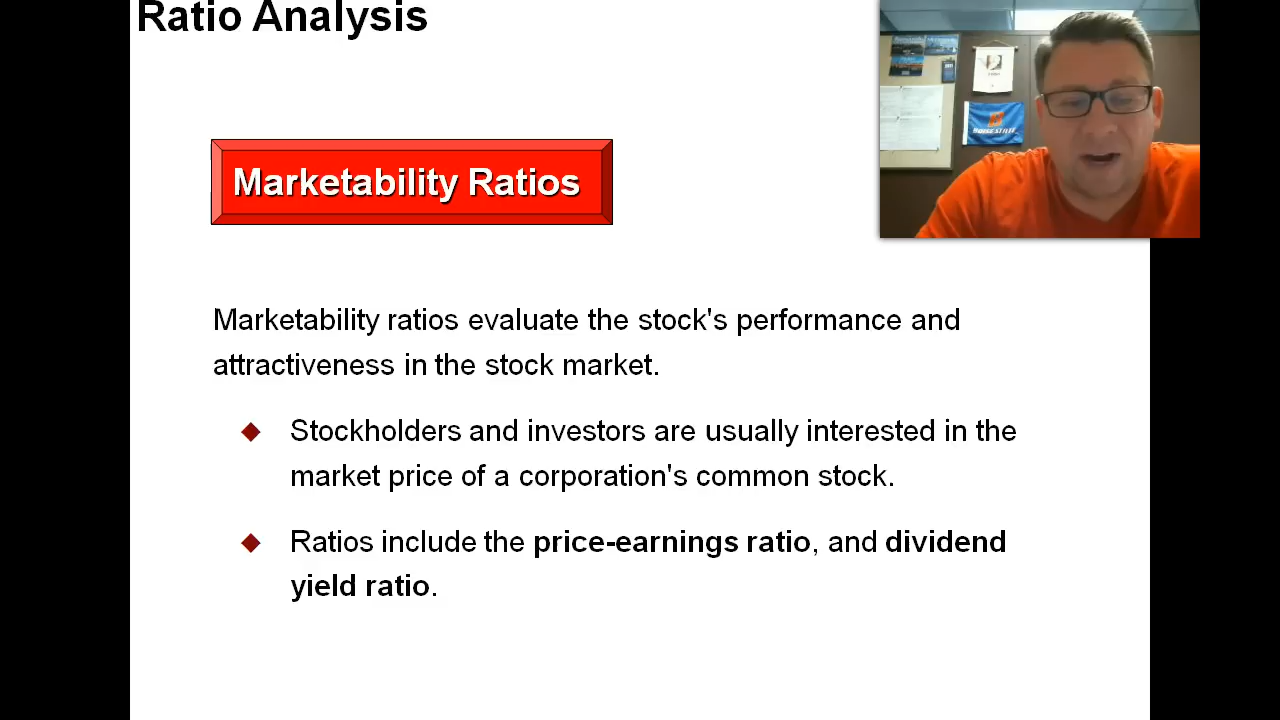 Ratio Analysis
BOISE STATE
Marketability Ratios
Marketability ratios evaluate the stock's performance and
attractiveness in the stock market.
Stockholders and investors are usually interested in the
market price of a corporation's common stock.
Ratios include the price-earnings ratio, and dividend
yield ratio.